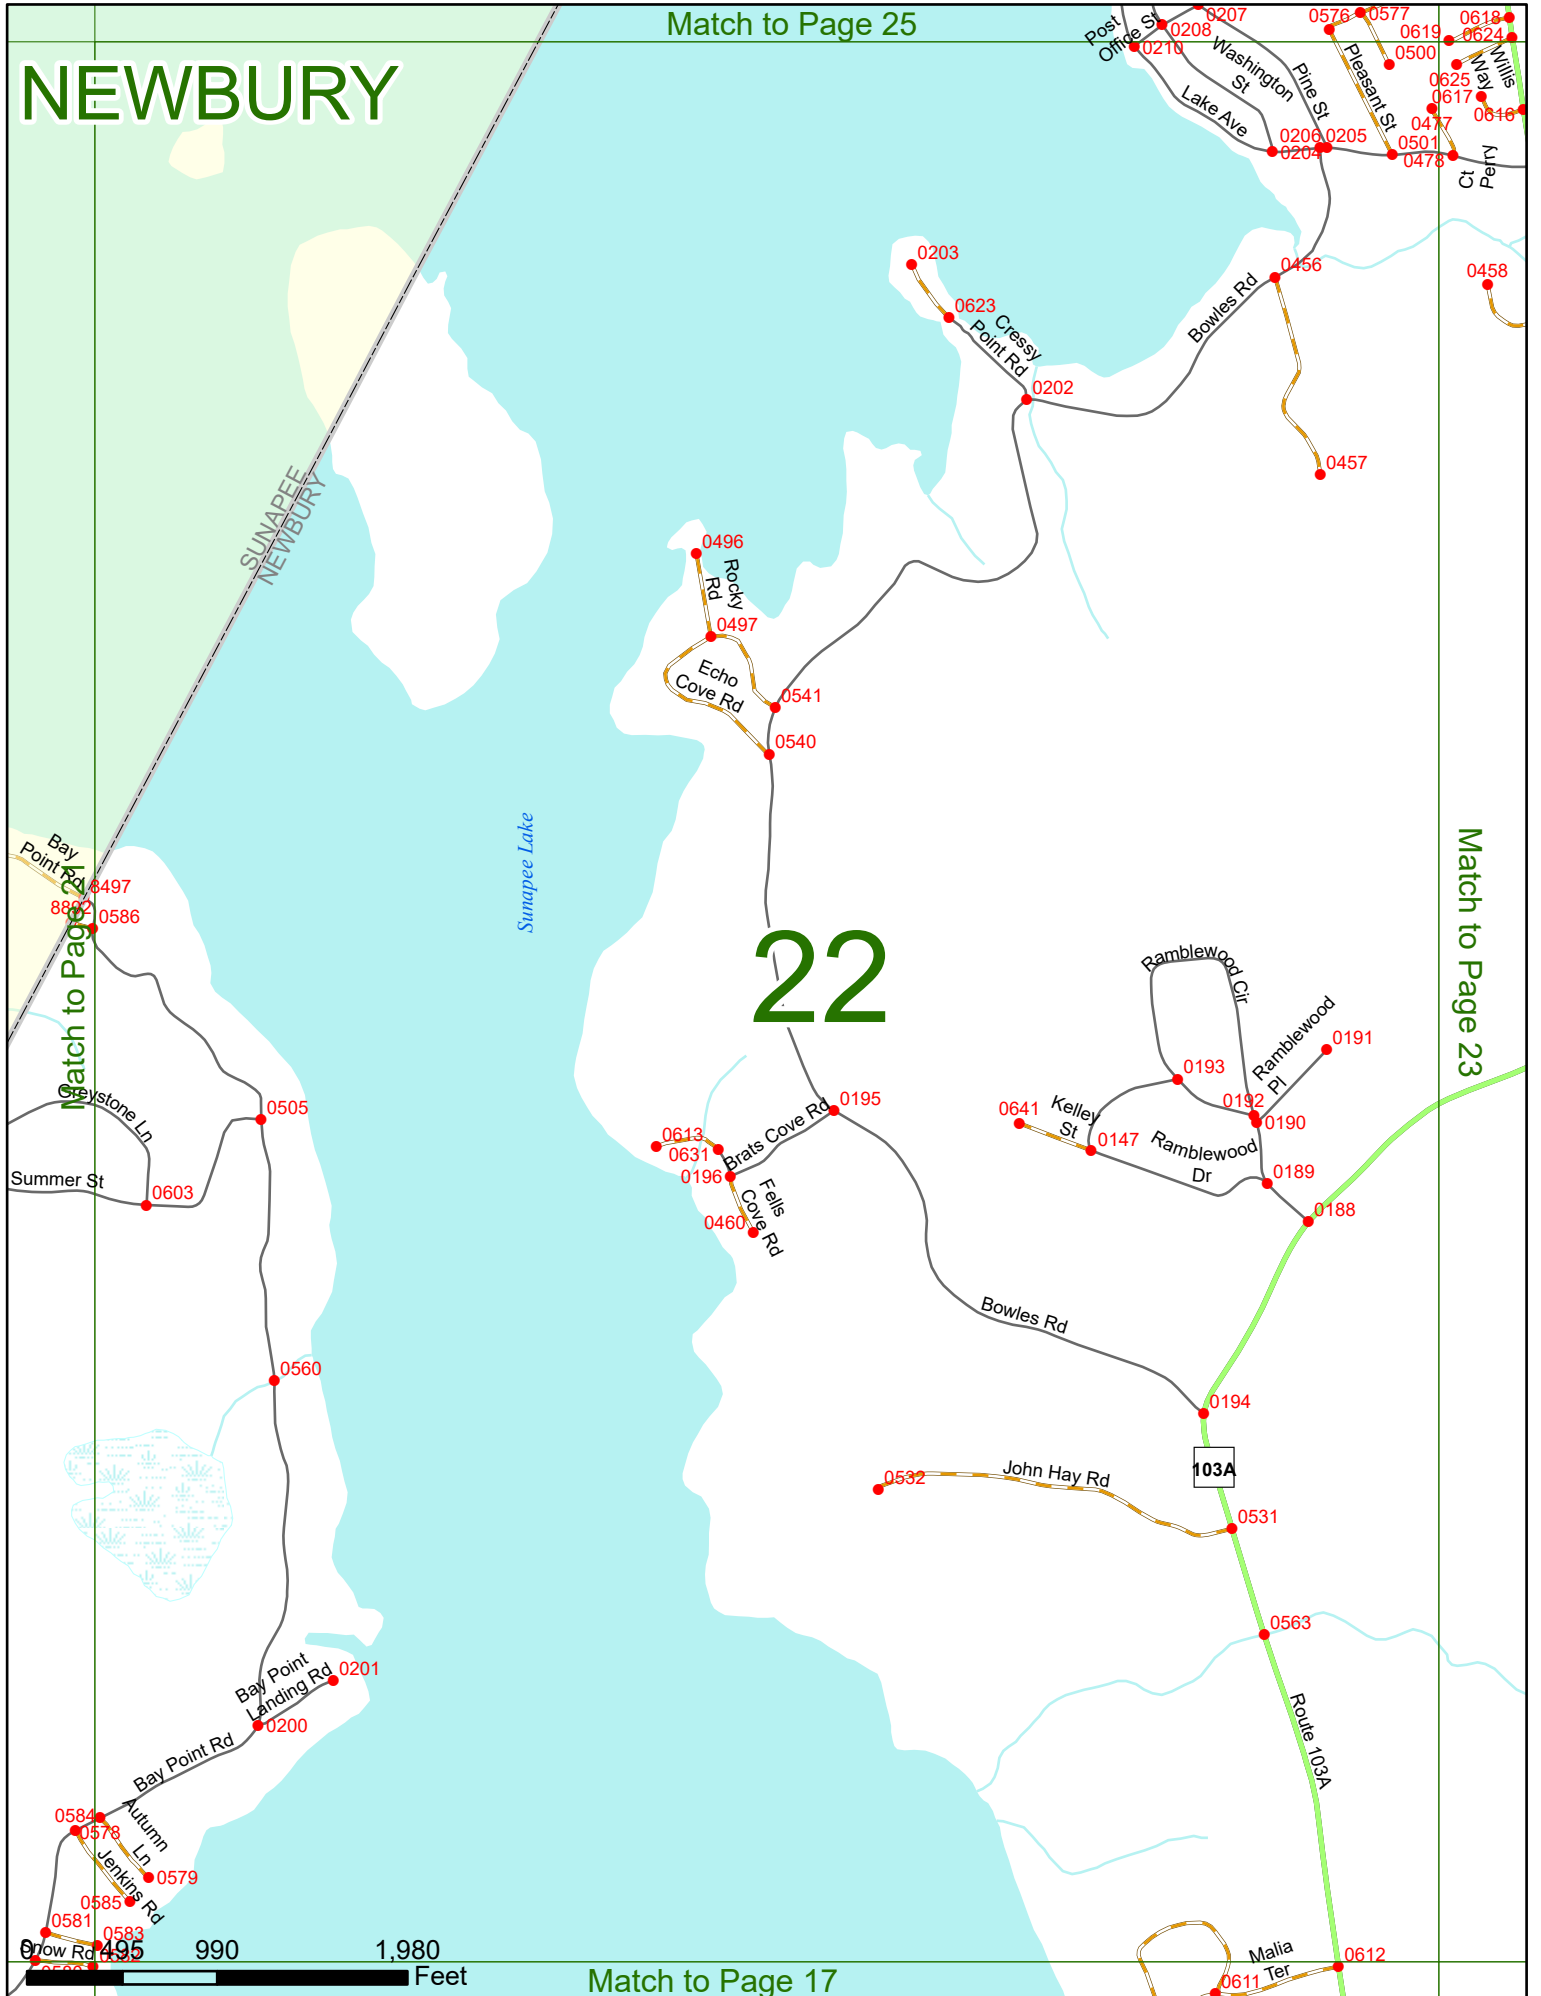 Match to Page 25
NEWBURY
Post
Office St
0207
0208
0210
Washington
St
Lake Ave
Pine St
0576
0577
Pleasant St
0500
0618
0619
0624
0625
Willis
Way
0617
0616
0477
0206
0205
0204
0501
0478
Perry
Ct
0203
0623
Cressy
Point Rd
0202
Bowles Rd
0456
0458
0457
SUNAPEE
NEWBURY
0496
Rocky
Rd
0497
Echo
Cove Rd
0541
0540
Sunapee Lake
Bay
Point Rd
8497
8892
0586
Match to Page 21
Match to Page 23
22
Ramblewood Cir
Ramblewood
Pl
0191
0193
0192
0190
0641
Kelley
St
0147
Ramblewood
Dr
0189
0188
Greystone Ln
0505
Summer St
0603
0195
Brats Cove Rd
0613
0631
0196
Fells
Cove Rd
0460
Bowles Rd
0560
0194
103A
0532
John Hay Rd
0531
0563
Route 103A
Bay Point
Landing Rd
0201
0200
Bay Point Rd
0584
0578
Autumn
Ln
0579
Jenkins Rd
0585
0581
0583
Snow Rd
0582
0580
0 495 990 1,980
Feet
Match to Page 17
Malia
Ter
0611
0612